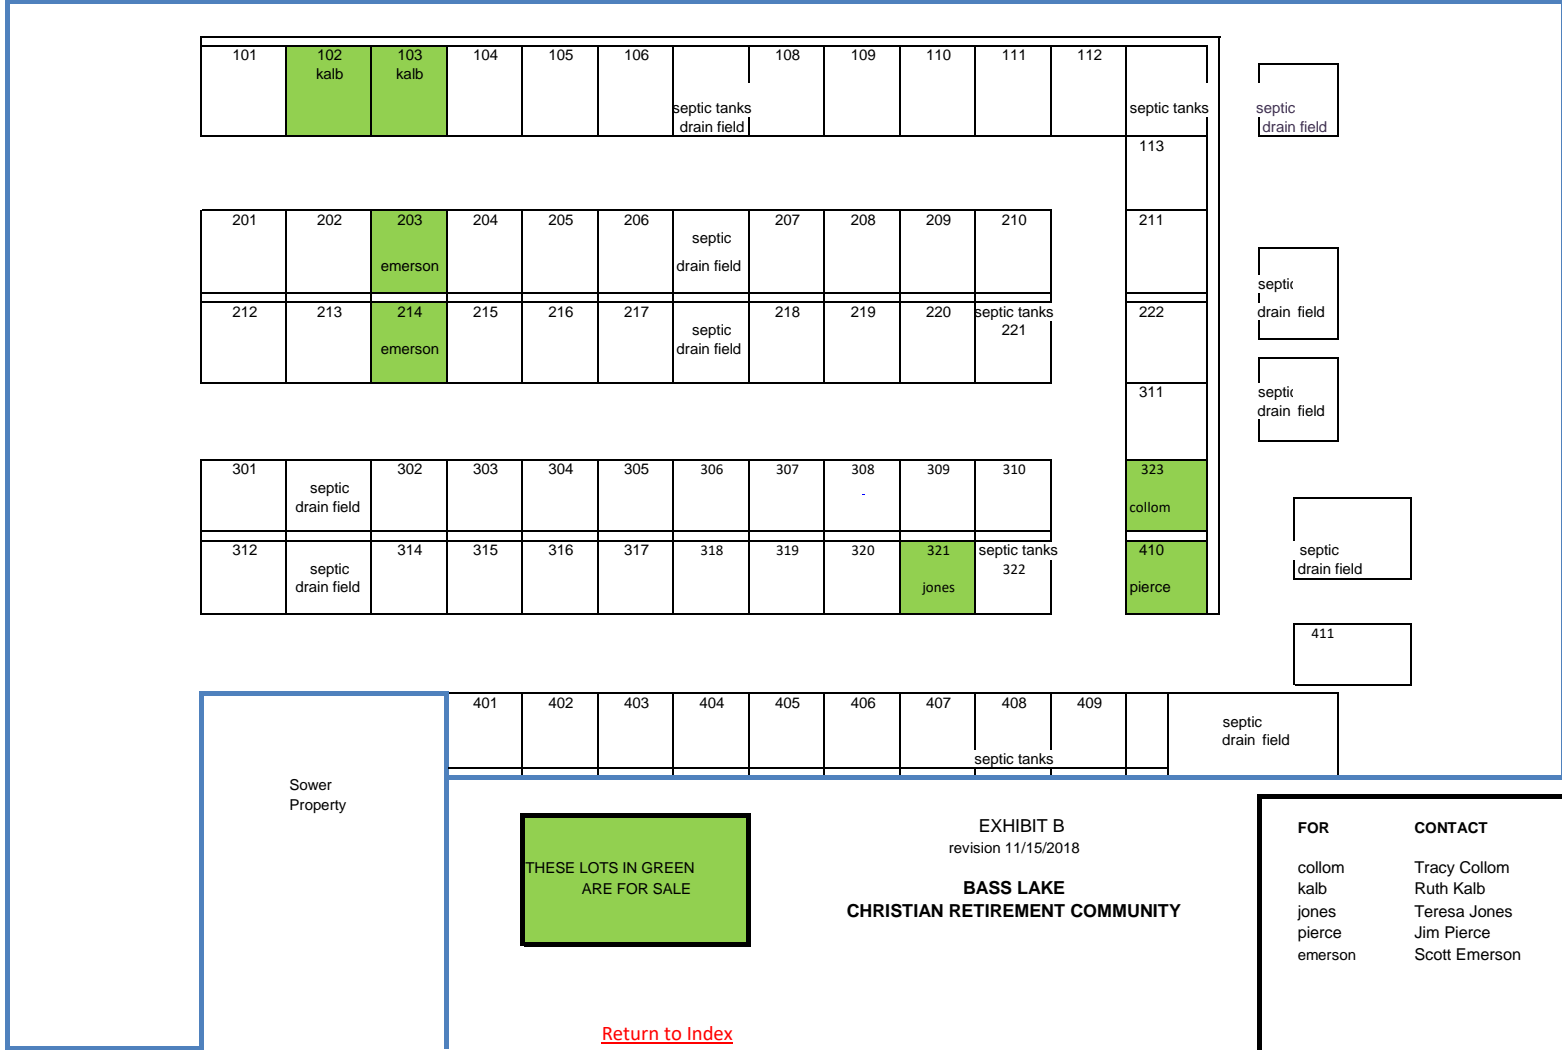 101 102 103 104 105 106 108 109 110 111 112
kalb kalb
septic tanks septic tanks septic
drain field drain field
113
201 202 203 204 205 206 207 208 209 210 211
septic
emerson drain field
septic
212 213 214 215 216 217 218 219 220 septic tanks 222 drain field
septic 221
emerson drain field
311 septic
drain field
301 302 303 304 305 306 307 308 309 310 323
septic -
drain field collom
312 314 315 316 317 318 319 320 321 septic tanks 410 septic
septic 322 drain field
drain field jones pierce
411
401 402 403 404 405 406 407 408 409
septic
drain field
septic tanks
Sower
Property
THESE LOTS IN GREEN
ARE FOR SALE
EXHIBIT B
revision 11/15/2018
BASS LAKE
CHRISTIAN RETIREMENT COMMUNITY
FOR CONTACT
collom Tracy Collom
kalb Ruth Kalb
jones Teresa Jones
pierce Jim Pierce
emerson Scott Emerson
Return to Index